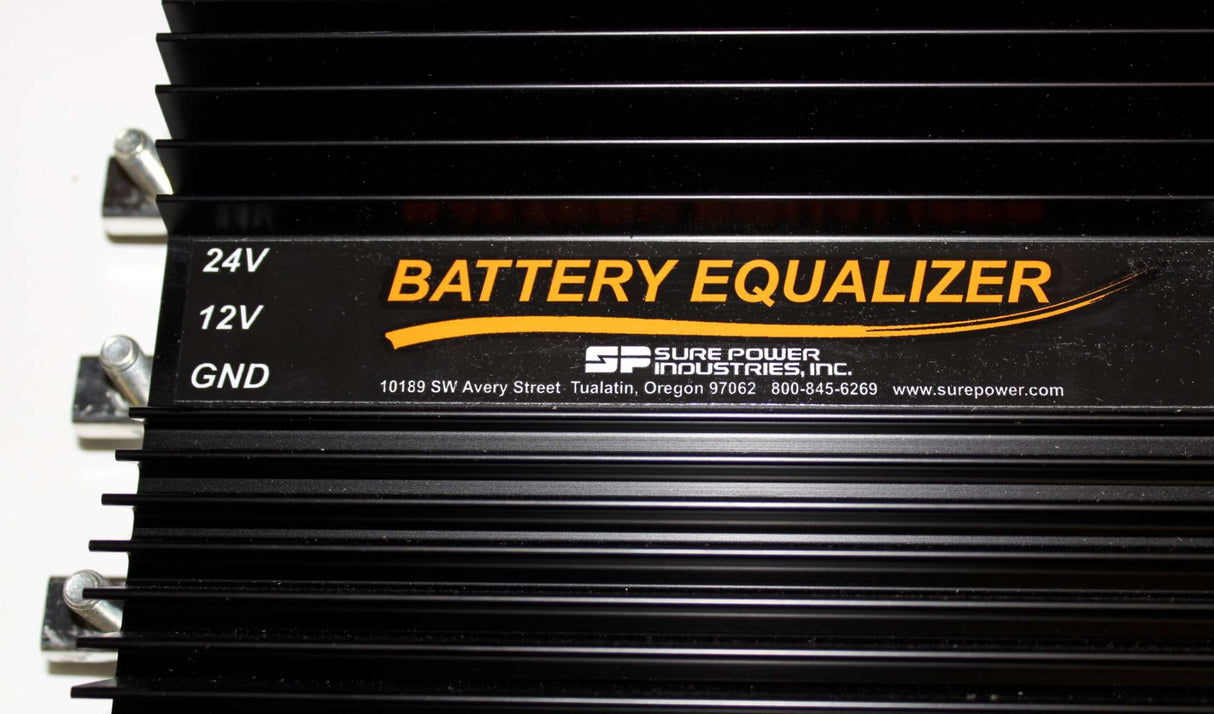 24V
12V
GND
BATTERY EQUALIZER
SP SURE POWER
INDUSTRIES, INC.
10189 SW Avery Street Tualatin, Oregon 97062 800-845-6269 www.surepower.com